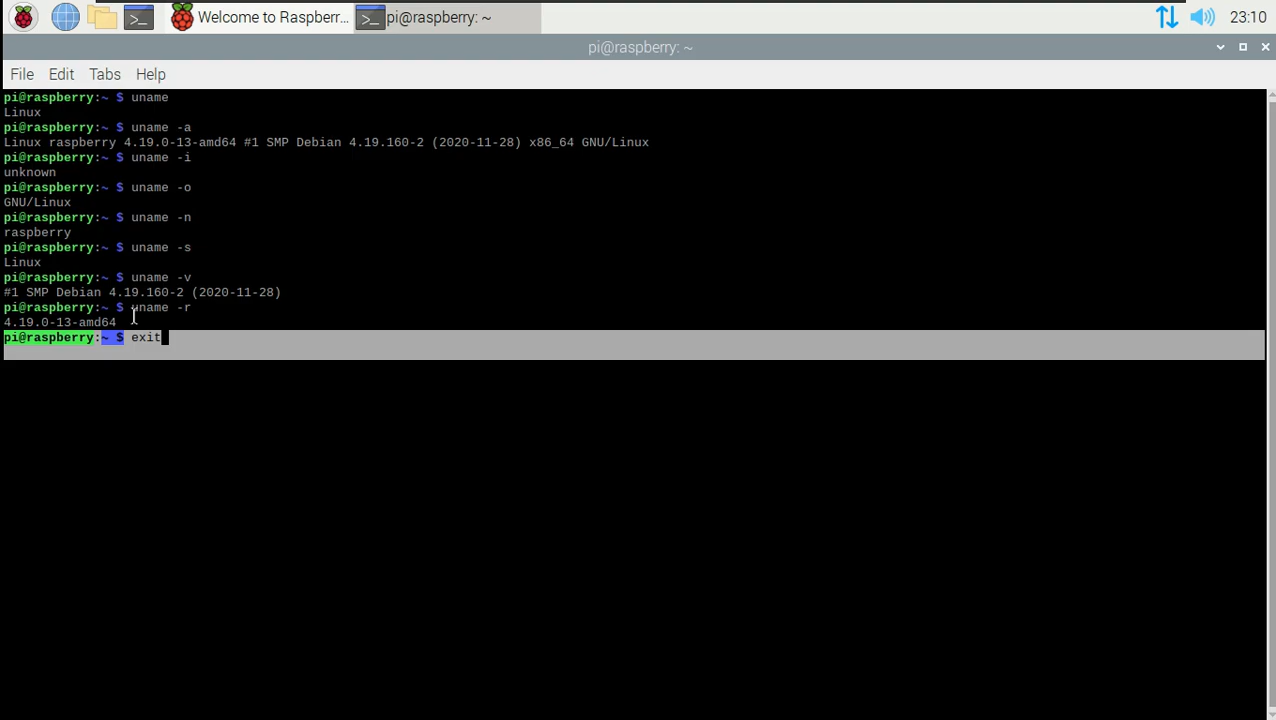 Welcome to Raspberr... pi@raspberry: ~ 23:10
pi@raspberry: ~
File Edit Tabs Help
pi@raspberry:~ $ uname
Linux
pi@raspberry:~ $ uname -a
Linux raspberry 4.19.0-13-amd64 #1 SMP Debian 4.19.160-2 (2020-11-28) x86_64 GNU/Linux
pi@raspberry:~ $ uname -i
unknown
pi@raspberry:~ $ uname -o
GNU/Linux
pi@raspberry:~ $ uname -n
raspberry
pi@raspberry:~ $ uname -s
Linux
pi@raspberry:~ $ uname -v
#1 SMP Debian 4.19.160-2 (2020-11-28)
pi@raspberry:~ $ uname -r
4.19.0-13-amd64
pi@raspberry:~ $ exit